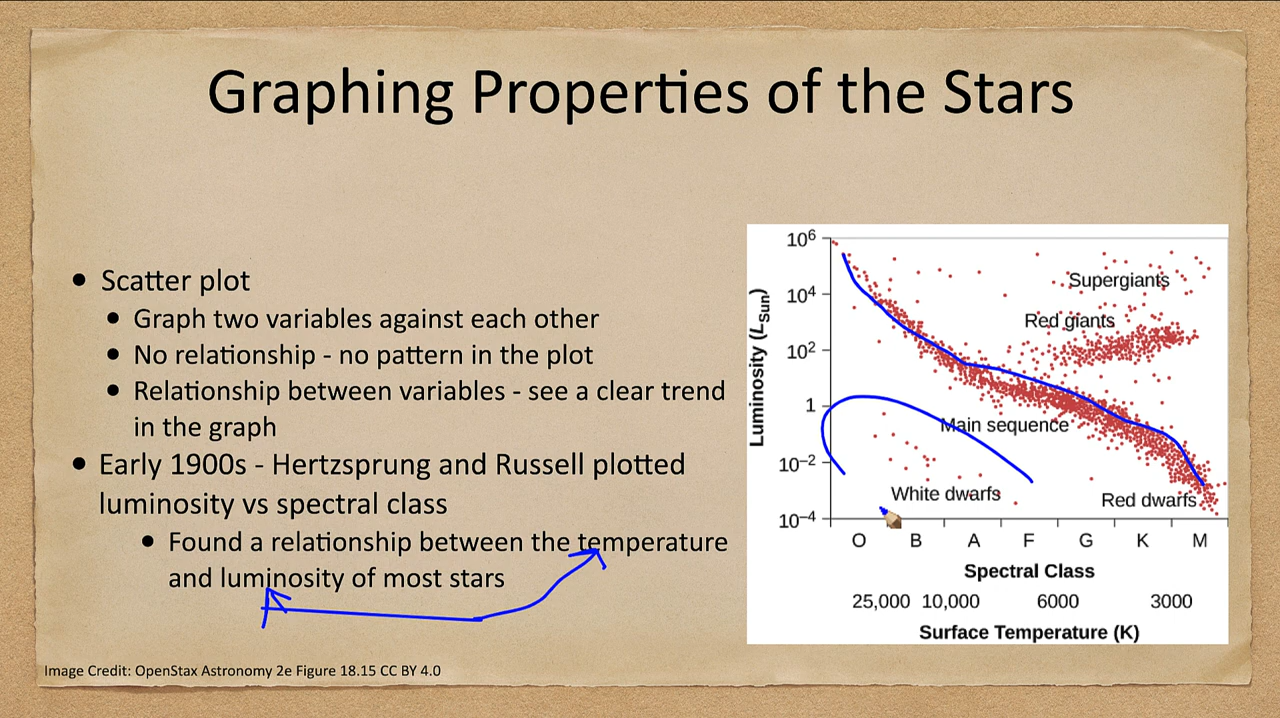 Graphing Properties of the Stars
• Scatter plot
• Graph two variables against each other
• No relationship - no pattern in the plot
• Relationship between variables - see a clear trend
in the graph
• Early 1900s - Hertzsprung and Russell plotted
luminosity vs spectral class
• Found a relationship between the temperature
and luminosity of most stars
Image Credit: OpenStax Astronomy 2e Figure 18.15 CC BY 4.0
Luminosity (L_Sun)
10⁶
10⁴
10²
1
10⁻²
10⁻⁴
Supergiants
Red giants
Main sequence
White dwarfs
Red dwarfs
O B A F G K M
Spectral Class
25,000 10,000 6000 3000
Surface Temperature (K)